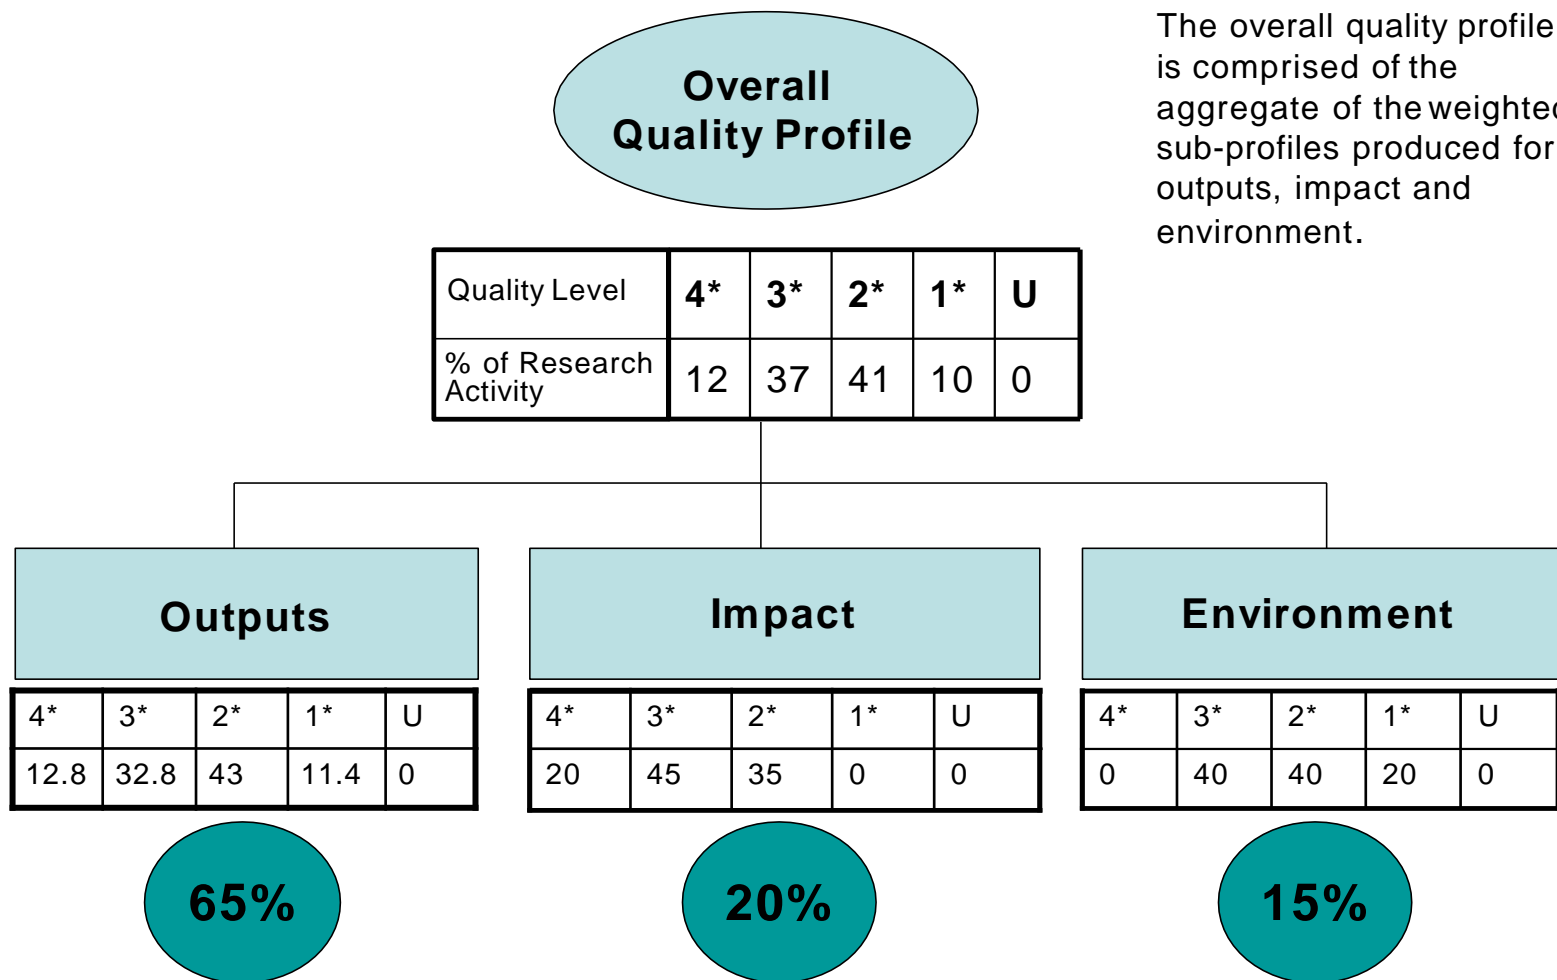 Overall
Quality Profile
The overall quality profile
is comprised of the
aggregate of the weighted
sub-profiles produced for
outputs, impact and
environment.
Quality Level 4* 3* 2* 1* U
% of Research
Activity 12 37 41 10 0
Outputs Impact Environment
4* 3* 2* 1* U 4* 3* 2* 1* U 4* 3* 2* 1* U
12.8 32.8 43 11.4 0 20 45 35 0 0 0 40 40 20 0
65% 20% 15%